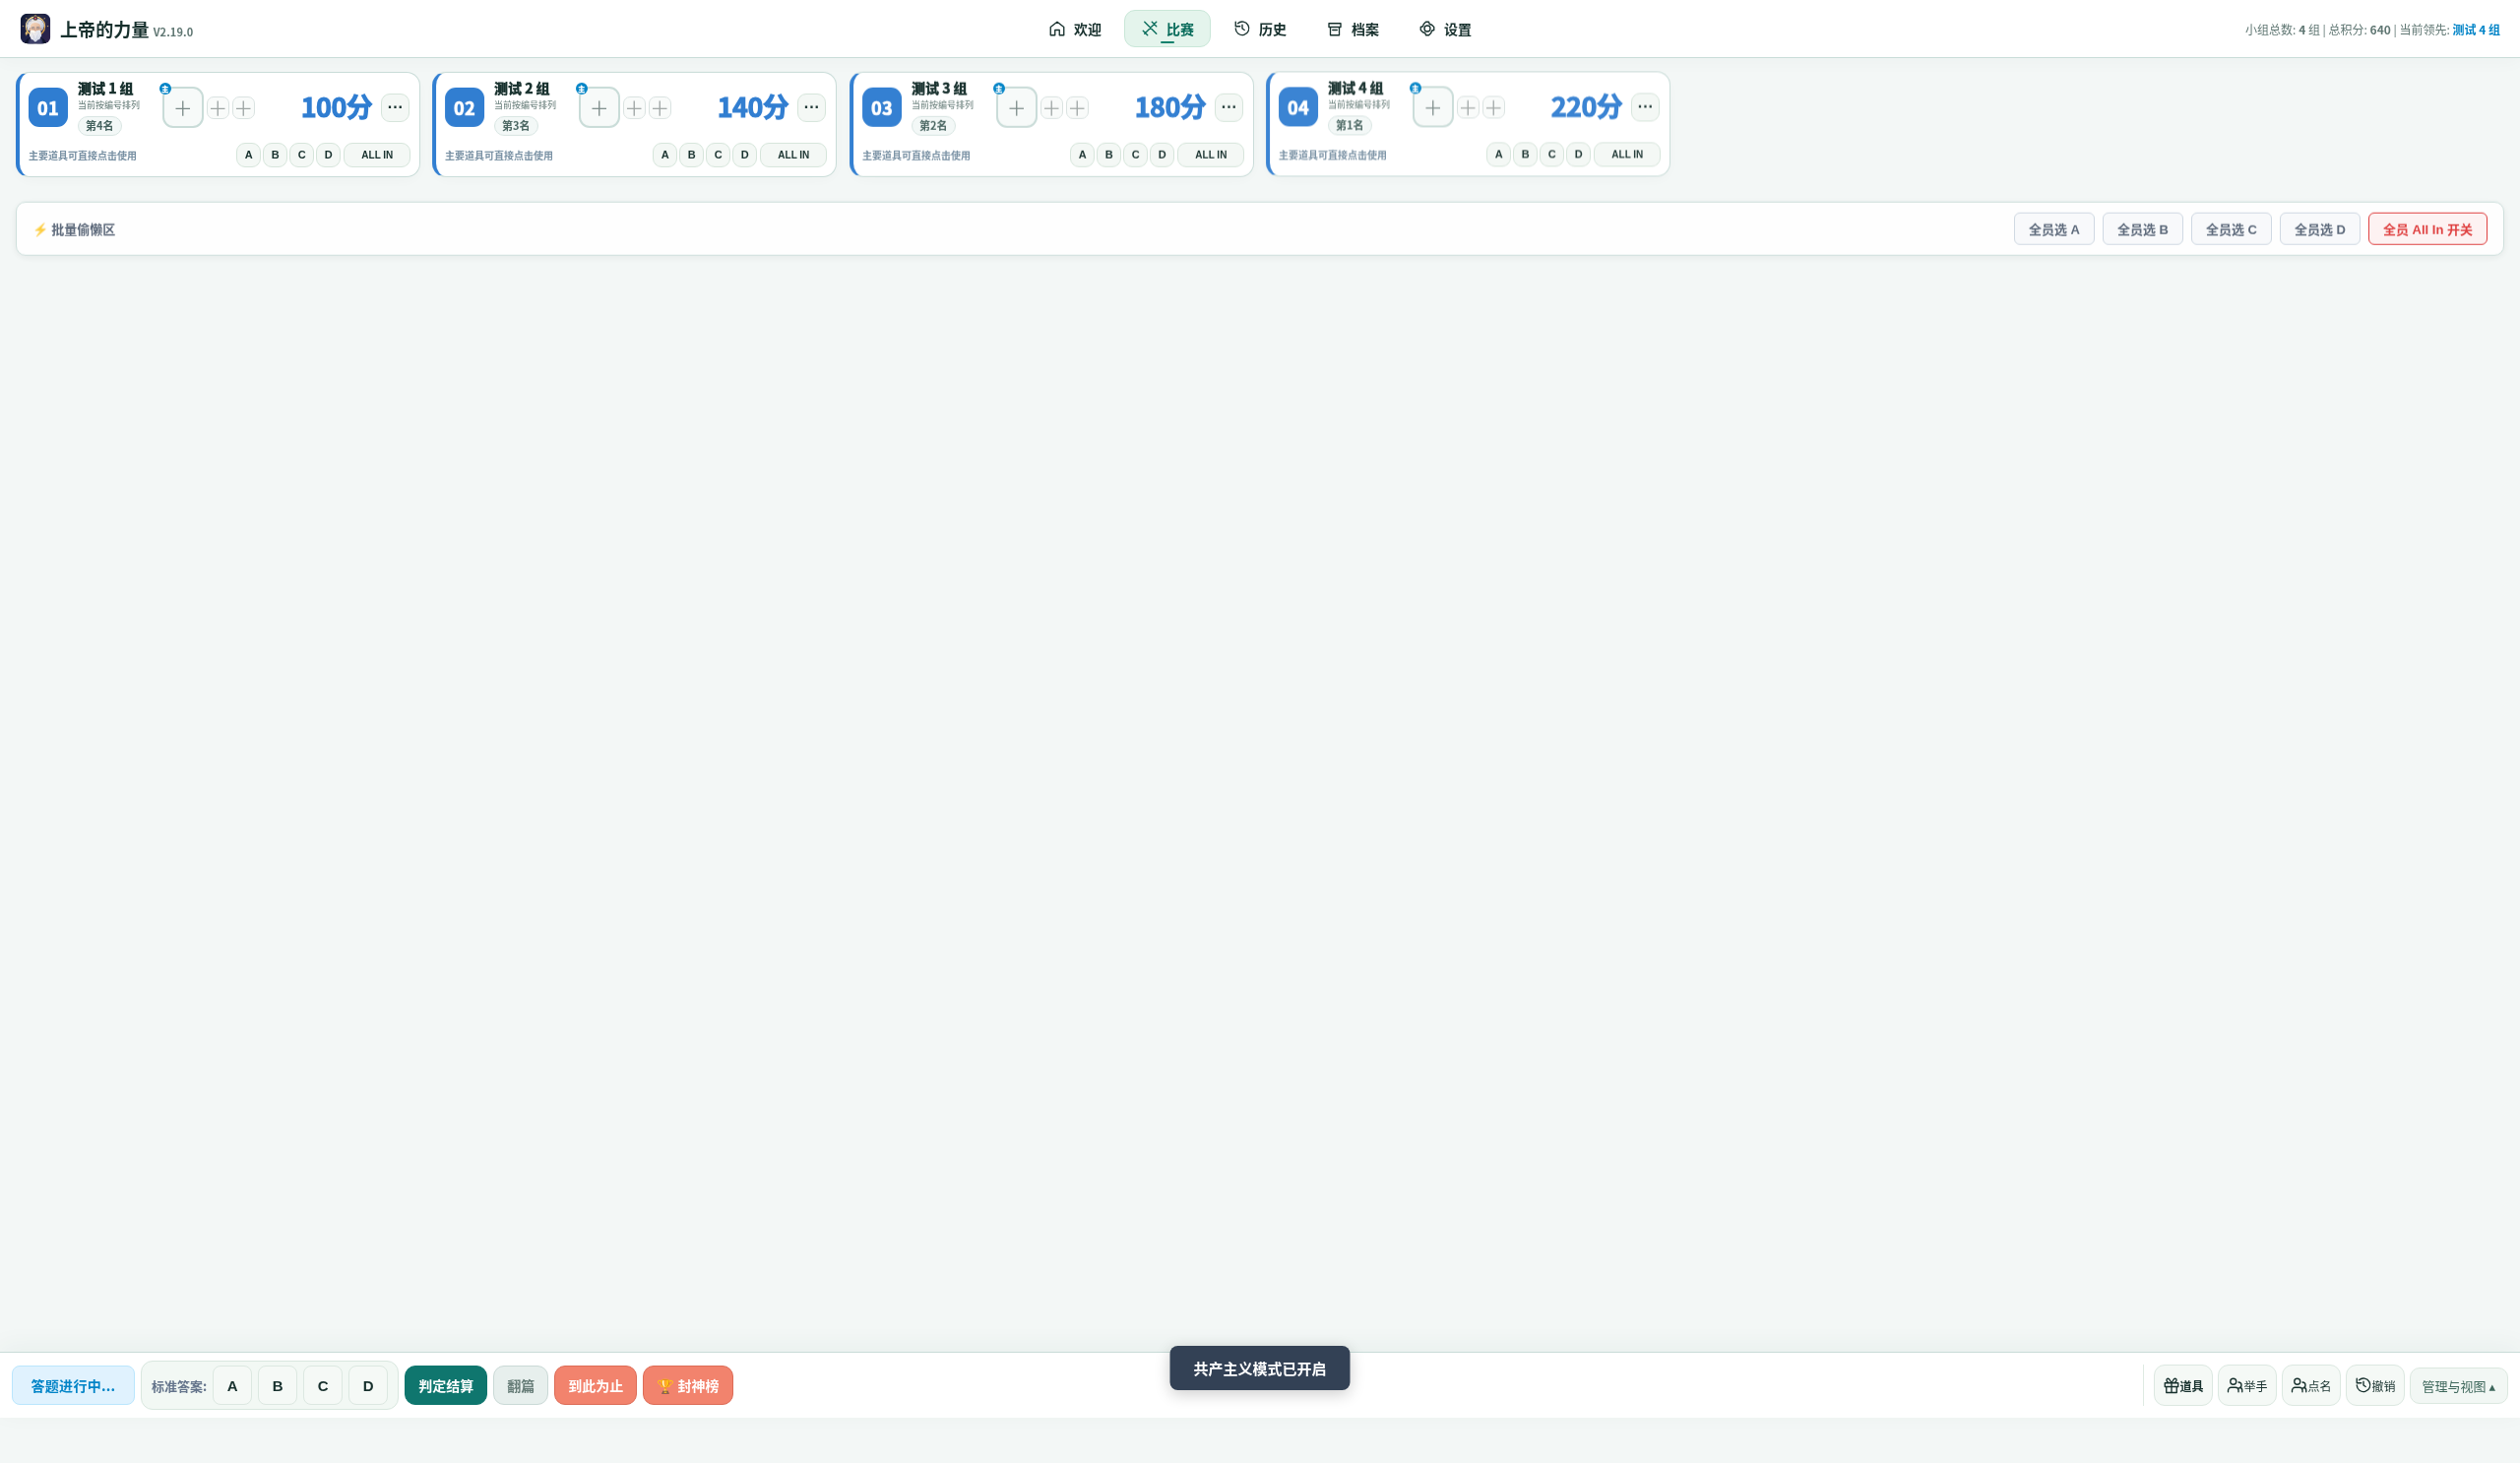 上帝的力量 V2.19.0
欢迎
比赛
历史
档案
设置
小组总数: 4 组 | 总积分: 640 | 当前领先: 测试 4 组
01
测试 1 组
当前按编号排列
第4名
主
100分
主要道具可直接点击使用
A B C D ALL IN
02
测试 2 组
当前按编号排列
第3名
主
140分
主要道具可直接点击使用
A B C D ALL IN
03
测试 3 组
当前按编号排列
第2名
主
180分
主要道具可直接点击使用
A B C D ALL IN
04
测试 4 组
当前按编号排列
第1名
主
220分
主要道具可直接点击使用
A B C D ALL IN
批量偷懒区
全员选 A
全员选 B
全员选 C
全员选 D
全员 All In 开关
共产主义模式已开启
答题进行中...
标准答案: A B C D
判定结算
翻篇
到此为止
封神榜
道具
举手
点名
撤销
管理与视图